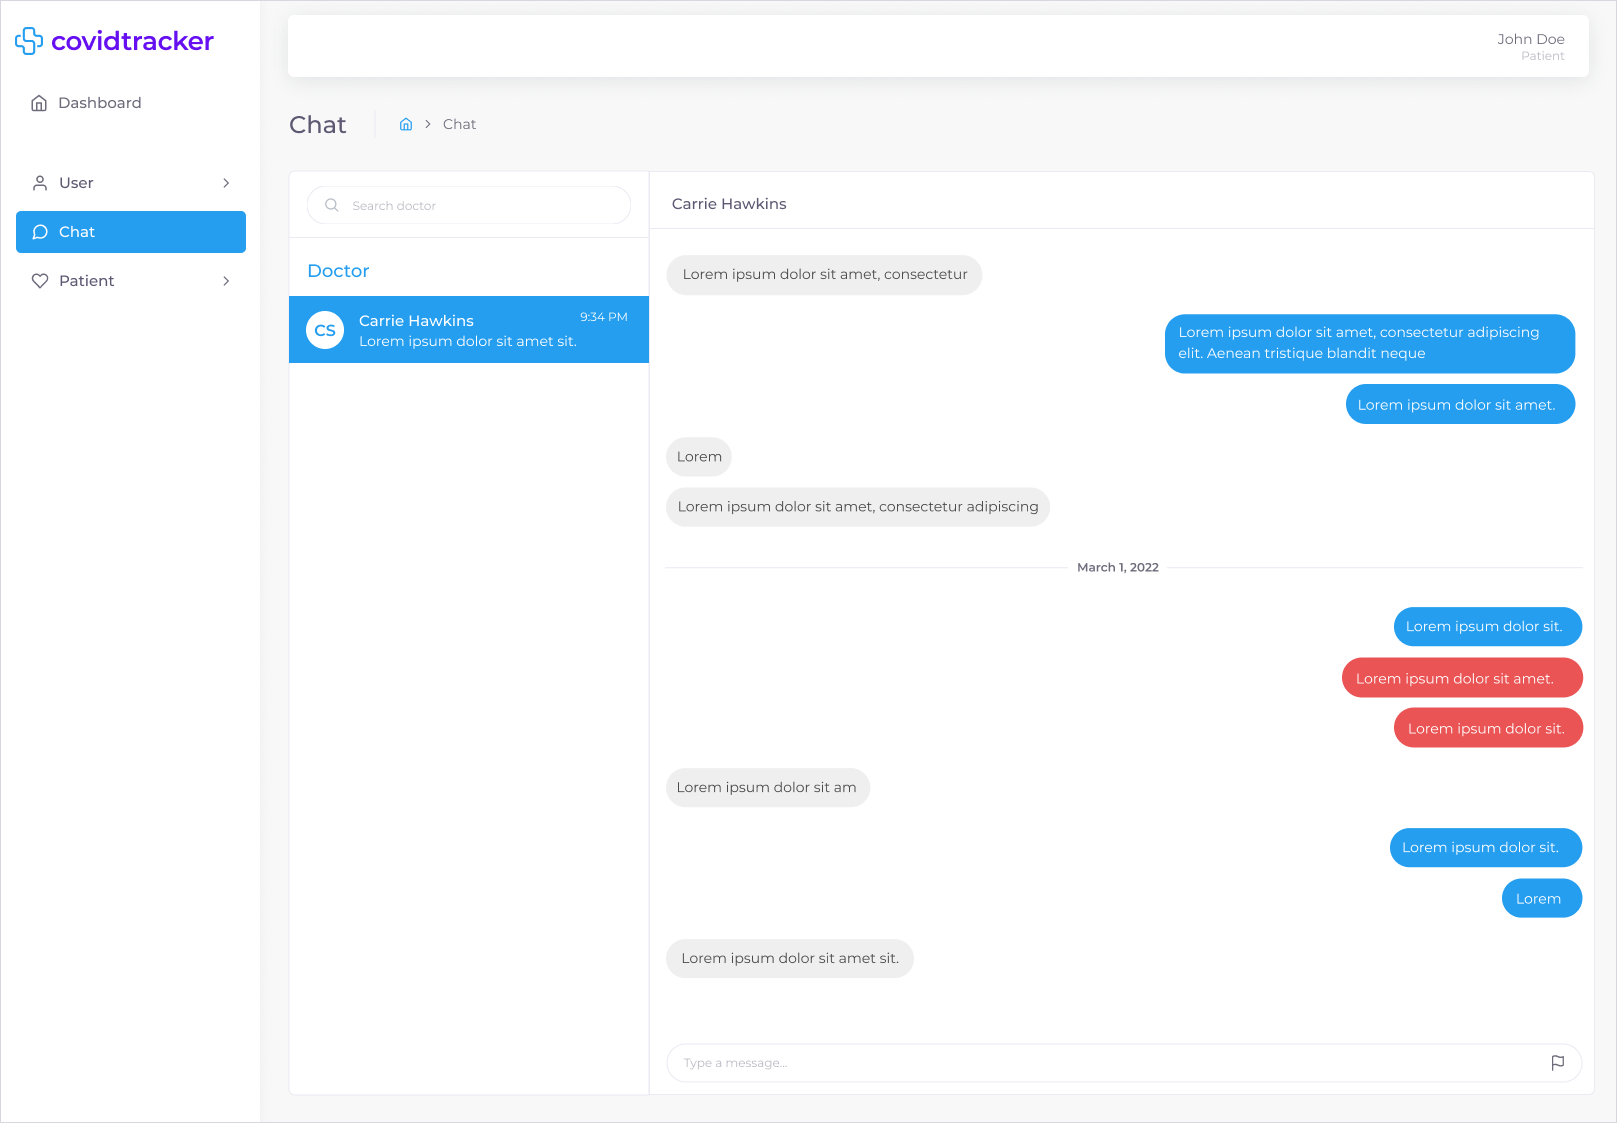 covidtracker
Dashboard
User
Chat
Patient
John Doe
Patient
Chat
Chat
Search doctor
Doctor
CS
Carrie Hawkins
9:34 PM
Lorem ipsum dolor sit amet sit.
Carrie Hawkins
Lorem ipsum dolor sit amet, consectetur
Lorem ipsum dolor sit amet, consectetur adipiscing
elit. Aenean tristique blandit neque
Lorem ipsum dolor sit amet.
Lorem
Lorem ipsum dolor sit amet, consectetur adipiscing
March 1, 2022
Lorem ipsum dolor sit.
Lorem ipsum dolor sit amet.
Lorem ipsum dolor sit.
Lorem ipsum dolor sit am
Lorem ipsum dolor sit.
Lorem
Lorem ipsum dolor sit amet sit.
Type a message...